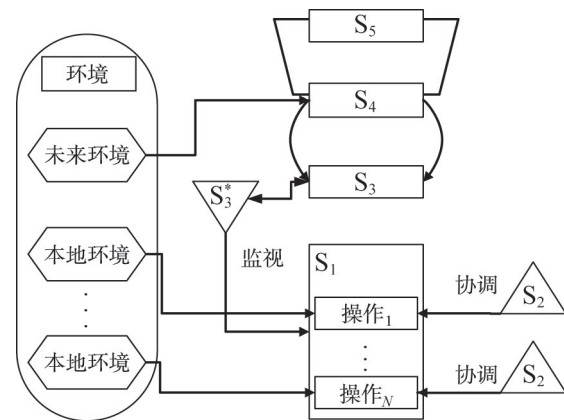 环境
未来环境
本地环境
⋮
本地环境
S₅
S₄
S₃
S₃*
监视
S₁
操作₁
⋮
操作_N
协调
S₂
协调
S₂